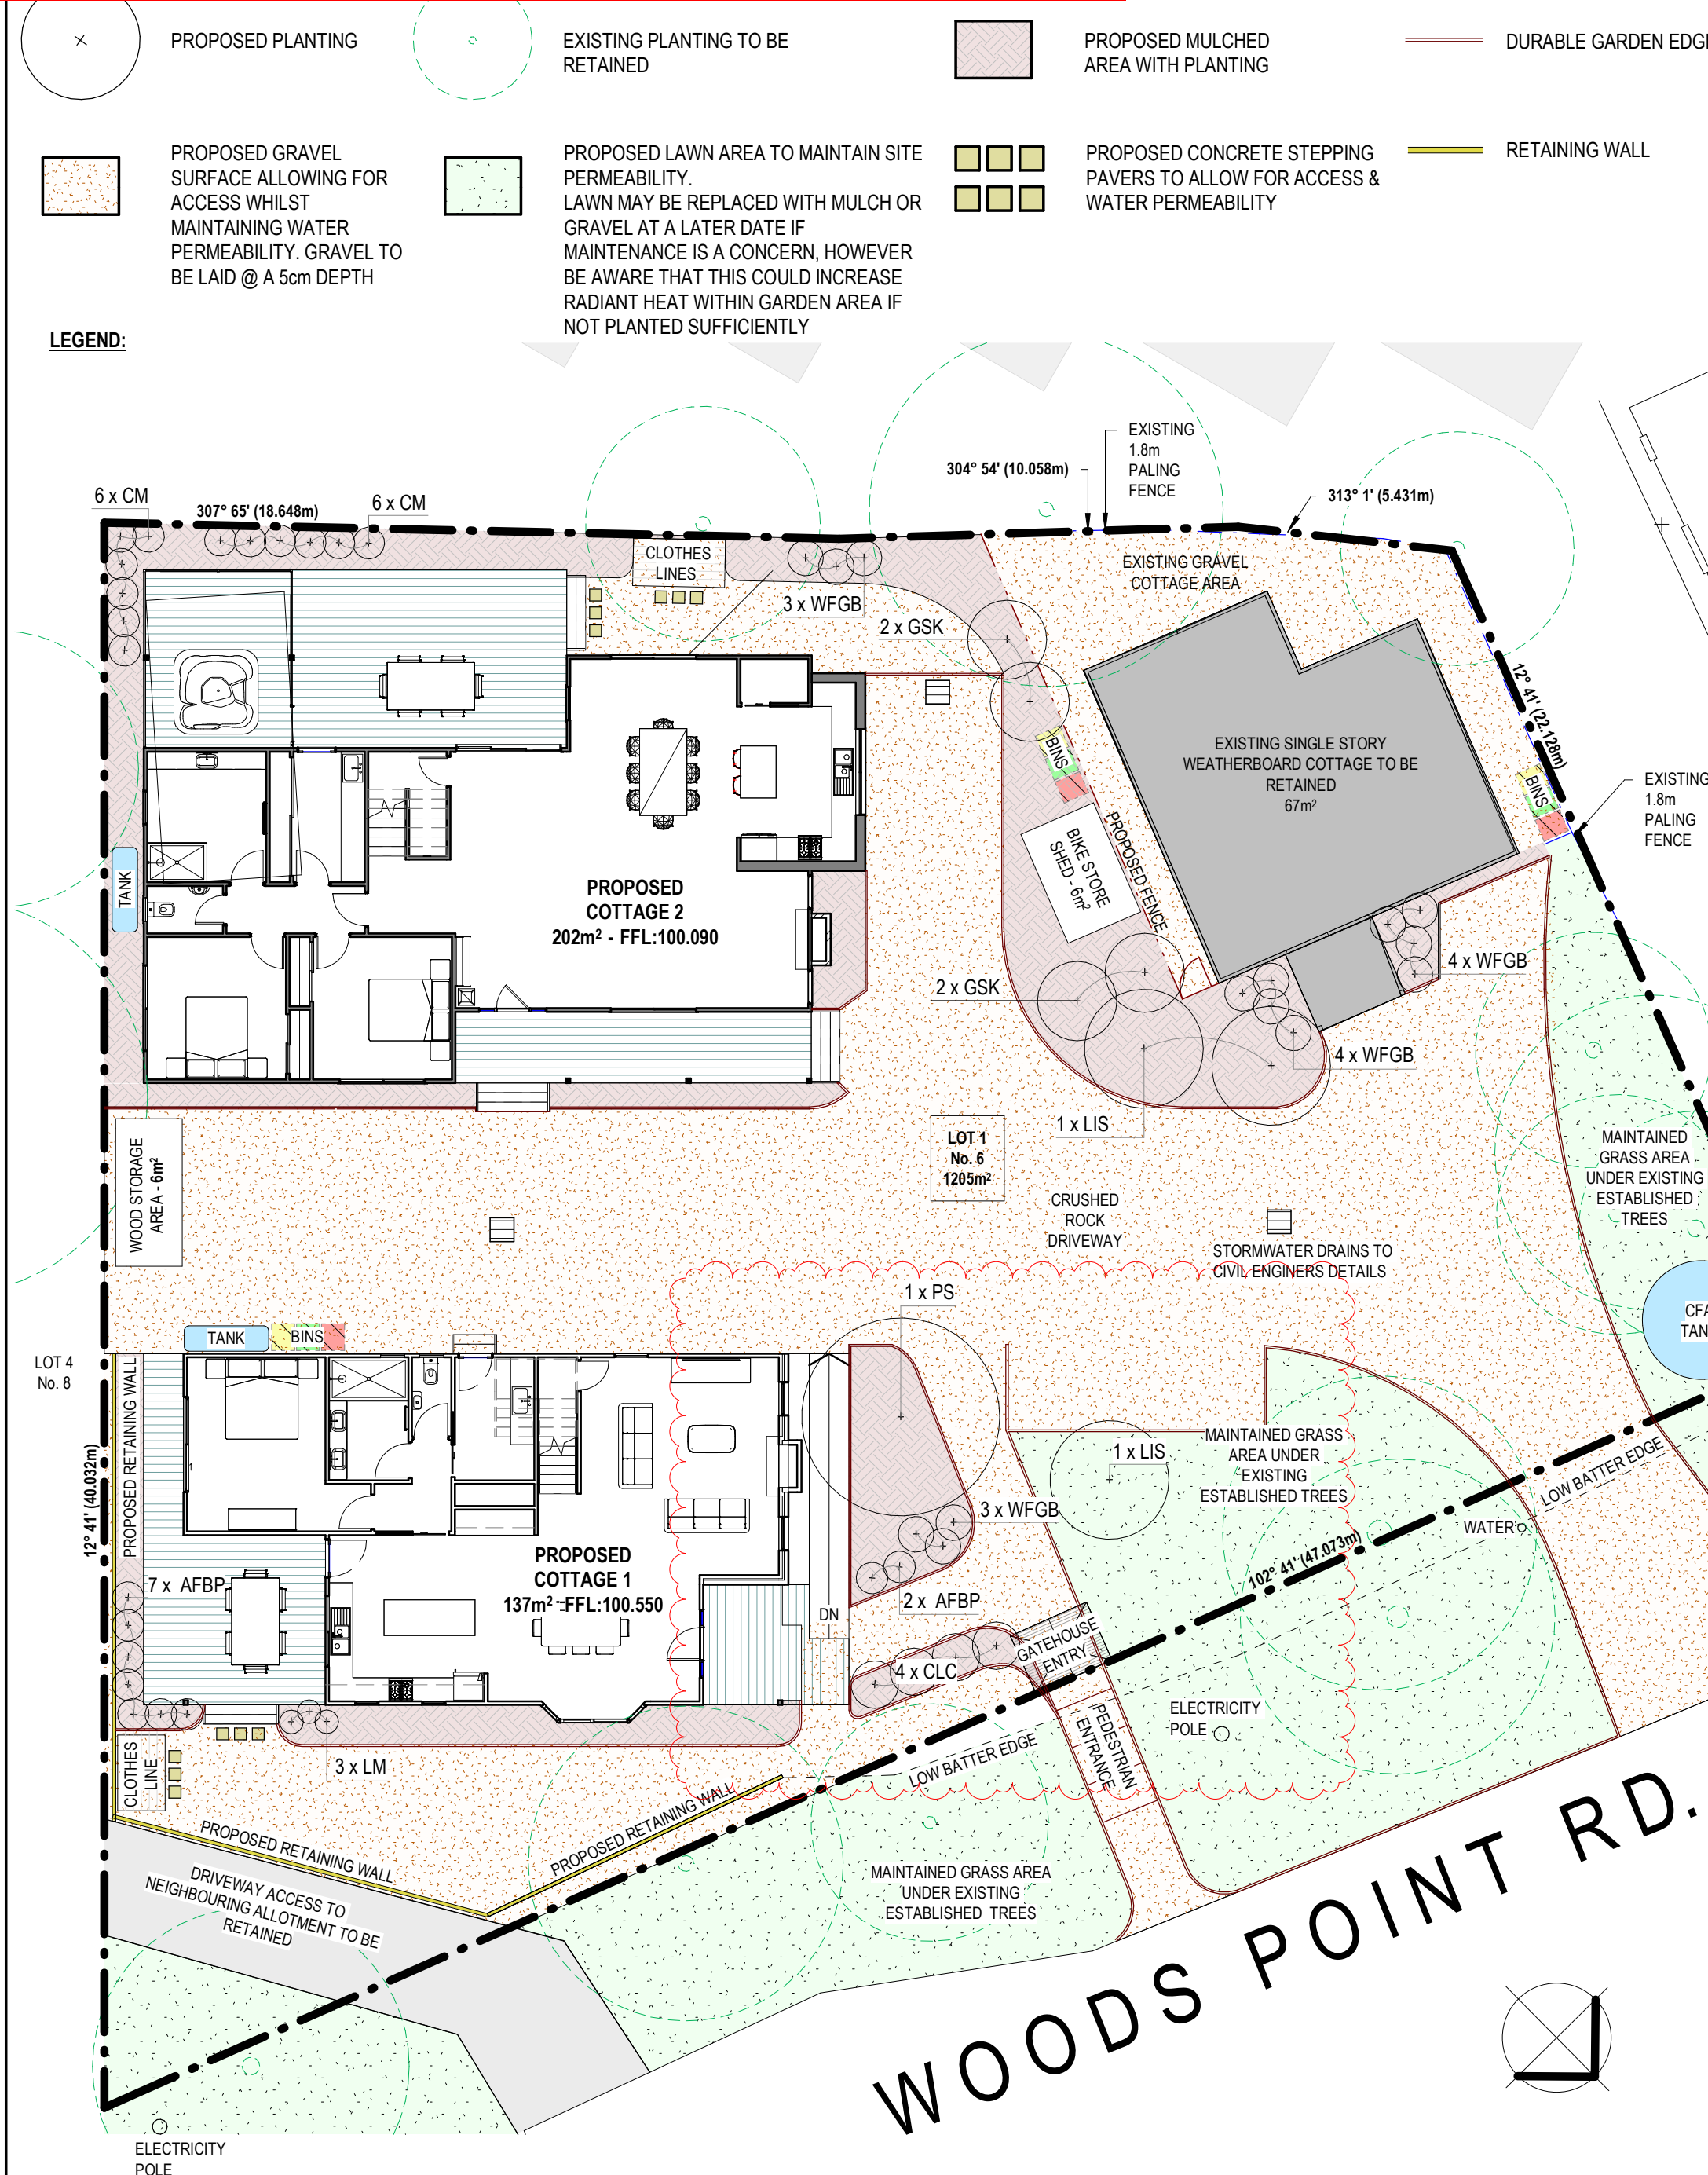 PROPOSED PLANTING
EXISTING PLANTING TO BE
RETAINED
PROPOSED MULCHED
AREA WITH PLANTING
DURABLE GARDEN
PROPOSED GRAVEL
SURFACE ALLOWING FOR
ACCESS WHILST
MAINTAINING WATER
PERMEABILITY. GRAVEL TO
BE LAID @ A 5cm DEPTH
PROPOSED LAWN AREA TO MAINTAIN SITE
PERMEABILITY.
LAWN MAY BE REPLACED WITH MULCH OR
GRAVEL AT A LATER DATE IF
MAINTENANCE IS A CONCERN, HOWEVER
BE AWARE THAT THIS COULD INCREASE
RADIANT HEAT WITHIN GARDEN AREA IF
NOT PLANTED SUFFICIENTLY
PROPOSED CONCRETE STEPPING
PAVERS TO ALLOW FOR ACCESS &
WATER PERMEABILITY
RETAINING WALL
LEGEND:
EXISTING
1.8m
PALING
FENCE
304° 54' (10.058m)
313° 1' (5.431m)
6 x CM
307° 65' (18.648m)
6 x CM
CLOTHES
LINES
EXISTING GRAVEL
COTTAGE AREA
3 x WFGB
2 x GSK
12° 41' (22.128m)
BINS
EXISTING SINGLE STORY
WEATHERBOARD COTTAGE TO BE
RETAINED
67m²
BINS
EXISTING
1.8m
PALING
FENCE
PROPOSED FENCE
BIKE STORE
SHED - 6m²
TANK
PROPOSED
COTTAGE 2
202m² - FFL:100.090
4 x WFGB
2 x GSK
4 x WFGB
1 x LIS
LOT 1
No. 6
1205m²
WOOD STORAGE
AREA - 6m²
MAINTAINED
GRASS AREA
UNDER EXISTING
ESTABLISHED
TREES
CRUSHED
ROCK
DRIVEWAY
STORMWATER DRAINS TO
CIVIL ENGINERS DETAILS
1 x PS
CFA
TANK
TANK
BINS
LOT 4
No. 8
PROPOSED RETAINING WALL
12° 41' (40.032m)
1 x LIS
MAINTAINED GRASS
AREA UNDER
EXISTING
ESTABLISHED TREES
LOW BATTER EDGE
WATER
3 x WFGB
102° 41' (47.073m)
PROPOSED
COTTAGE 1
137m² - FFL:100.550
7 x AFBP
2 x AFBP
DN
GATEHOUSE
ENTRY
4 x CLC
ELECTRICITY
POLE
PEDESTRIAN
ENTRANCE
LOW BATTER EDGE
CLOTHES
LINE
3 x LM
PROPOSED RETAINING WALL
PROPOSED RETAINING WALL
DRIVEWAY ACCESS TO
NEIGHBOURING ALLOTMENT TO BE
RETAINED
MAINTAINED GRASS AREA
UNDER EXISTING
ESTABLISHED TREES
WOODS POINT RD.
ELECTRICITY
POLE